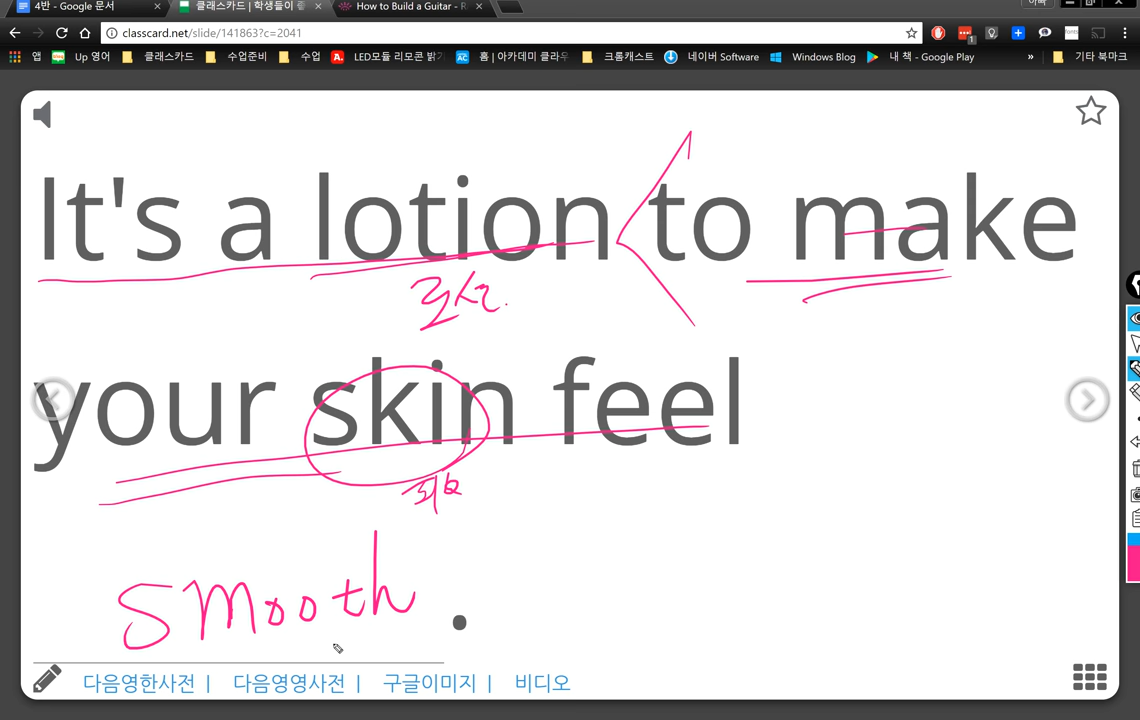 4반 - Google 문서
클래스카드 | 학생들이 좋
How to Build a Guitar - R
classcard.net/slide/141863?c=2041
앱 Up 영어 클래스카드 수업준비 수업 LED모듈 리모콘 밝기 홈 | 아카데미 클라우 크롬캐스트 네이버 Software Windows Blog 내 책 - Google Play » 기타 북마크
It's a lotion to make
로션
your skin feel
피부
smooth .
다음영한사전 | 다음영영사전 | 구글이미지 | 비디오